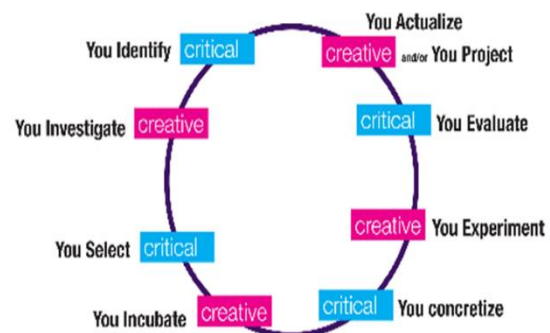 You Actualize
You Identify critical
creative and/or You Project
You Investigate creative
critical You Evaluate
creative You Experiment
You Select critical
You Incubate creative
critical You concretize